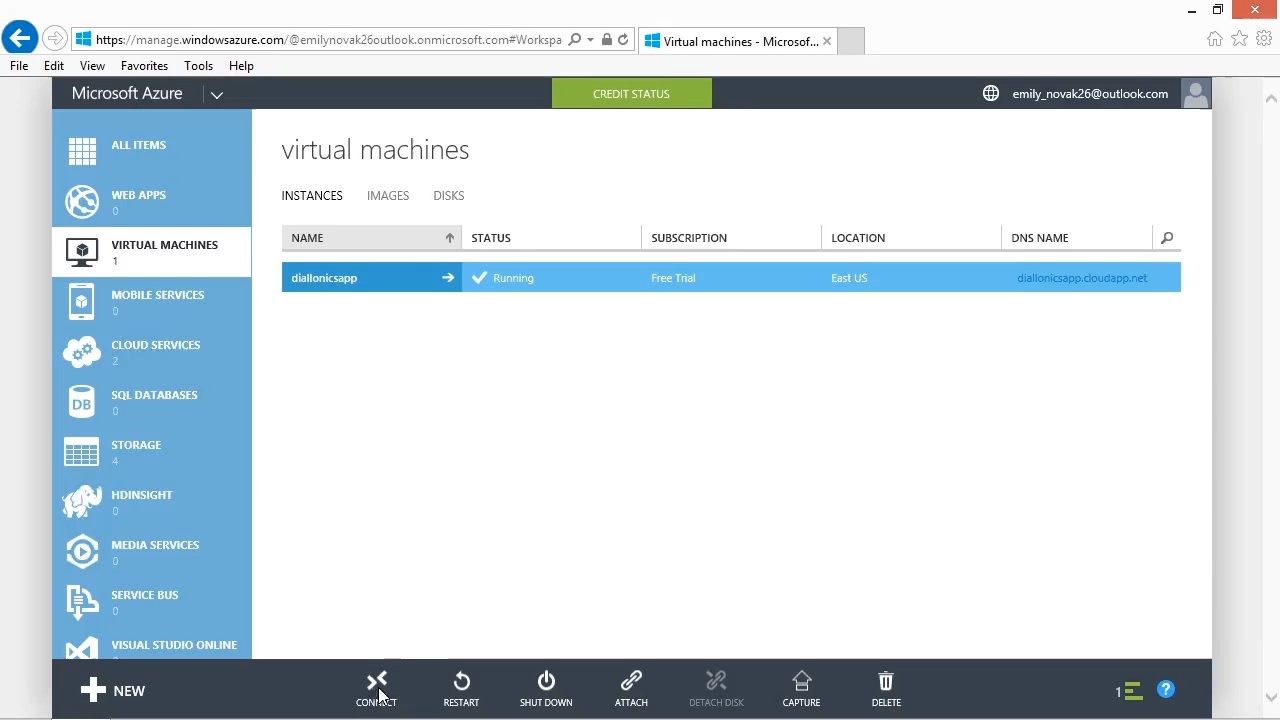 https://manage.windowsazure.com/@emilynovak26outlook.onmicrosoft.com#Workspa
Virtual machines - Microsof...
File Edit View Favorites Tools Help
Microsoft Azure
CREDIT STATUS
emily_novak26@outlook.com
ALL ITEMS
WEB APPS
0
VIRTUAL MACHINES
1
MOBILE SERVICES
0
CLOUD SERVICES
2
SQL DATABASES
DB
0
STORAGE
4
HDINSIGHT
0
MEDIA SERVICES
0
SERVICE BUS
0
VISUAL STUDIO ONLINE
virtual machines
INSTANCES IMAGES DISKS
NAME STATUS SUBSCRIPTION LOCATION DNS NAME
diallonicsapp Running Free Trial East US diallonicsapp.cloudapp.net
NEW
CONNECT RESTART SHUT DOWN ATTACH DETACH DISK CAPTURE DELETE
1
?